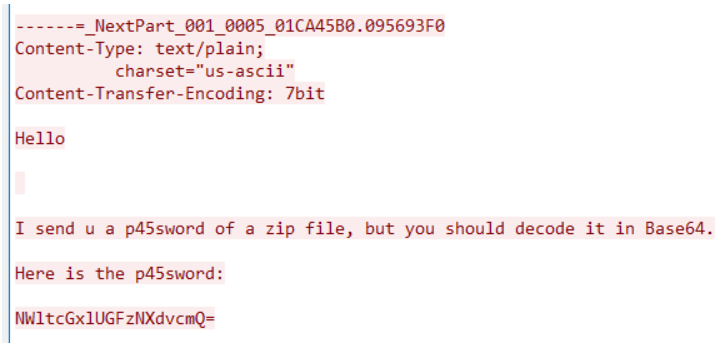 ------=_NextPart_001_0005_01CA45B0.095693F0
Content-Type: text/plain;
charset="us-ascii"
Content-Transfer-Encoding: 7bit
Hello
I send u a p45sword of a zip file, but you should decode it in Base64.
Here is the p45sword:
NWltcGxlUGFzNXdvcmQ=